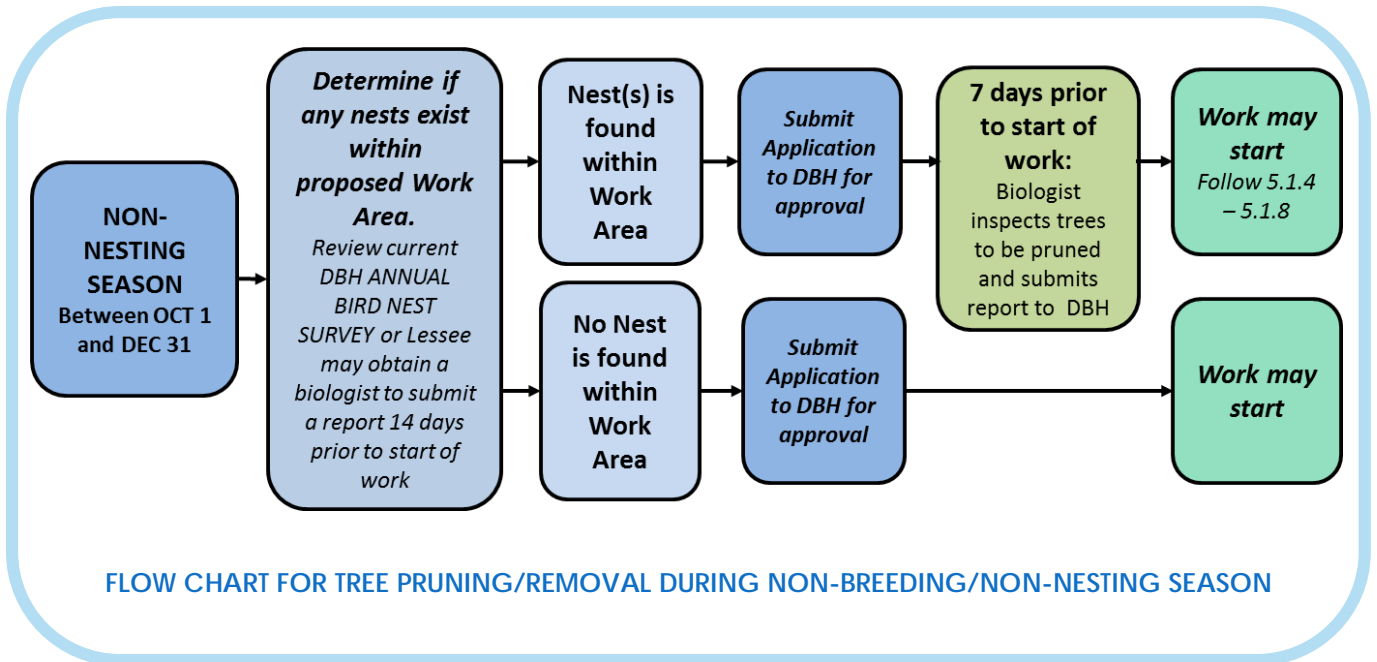 NON-
NESTING
SEASON
Between OCT 1
and DEC 31
Determine if
any nests exist
within
proposed Work
Area.
Review current
DBH ANNUAL
BIRD NEST
SURVEY or Lessee
may obtain a
biologist to submit
a report 14 days
prior to start of
work
Nest(s) is
found
within
Work
Area
Submit
Application
to DBH for
approval
7 days prior
to start of
work:
Biologist
inspects trees
to be pruned
and submits
report to DBH
Work may
start
Follow 5.1.4
– 5.1.8
No Nest
is found
within
Work
Area
Submit
Application
to DBH for
approval
Work may
start
FLOW CHART FOR TREE PRUNING/REMOVAL DURING NON-BREEDING/NON-NESTING SEASON